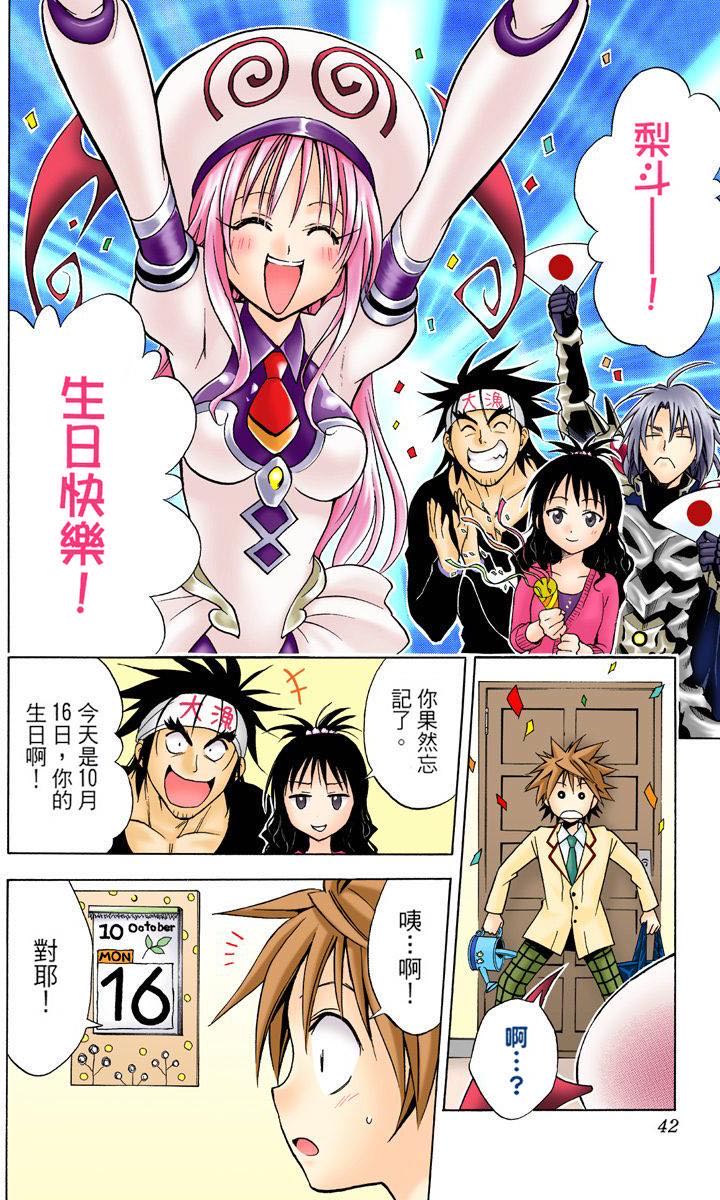 梨斗——！
生日快樂！
大漁
啊…？
你果然忘
記了。
今天是10月
16日，你的
生日啊！
大漁
咦…啊！
對耶！
10 October
MON
16
42